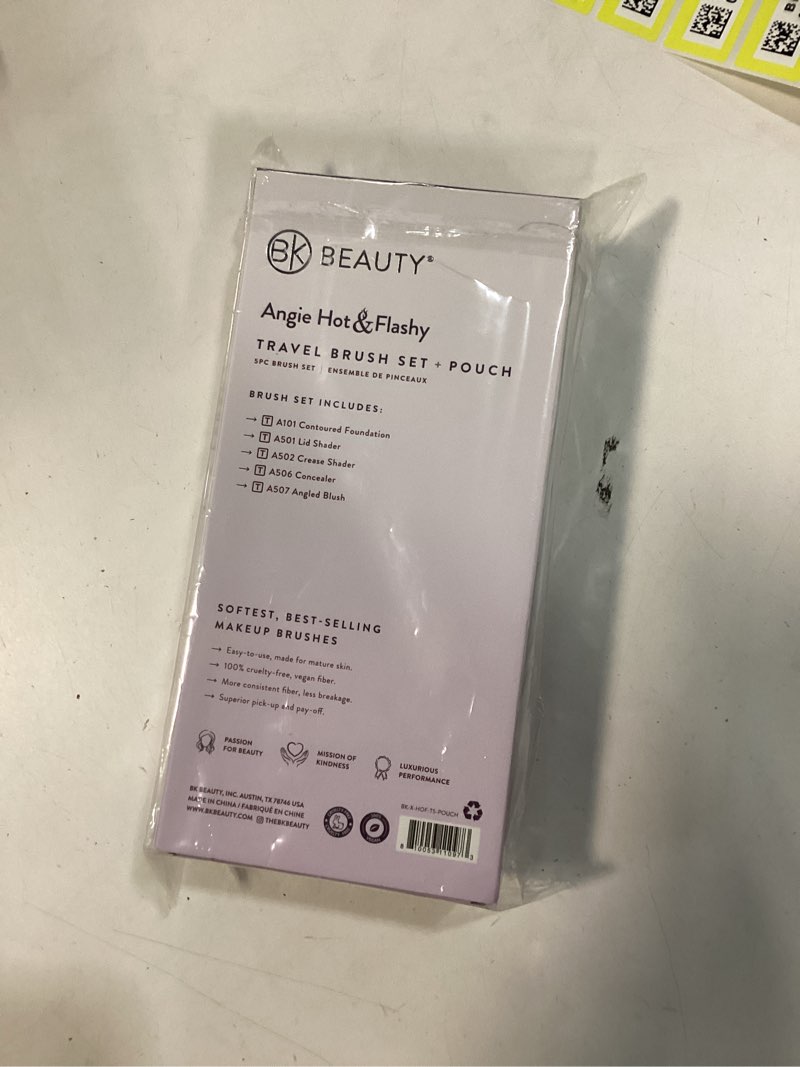 BK BEAUTY®
Angie Hot & Flashy
TRAVEL BRUSH SET + POUCH
5PC BRUSH SET | ENSEMBLE DE PINCEAUX
BRUSH SET INCLUDES:
→ T A101 Contoured Foundation
→ T A501 Lid Shader
→ T A502 Crease Shader
→ T A506 Concealer
→ T A507 Angled Blush
SOFTEST, BEST-SELLING
MAKEUP BRUSHES
→ Easy-to-use, made for mature skin.
→ 100% cruelty-free, vegan fiber.
→ More consistent fiber, less breakage.
→ Superior pick-up and pay-off.
PASSION
FOR BEAUTY
MISSION OF
KINDNESS
LUXURIOUS
PERFORMANCE
BK BEAUTY, INC. AUSTIN, TX 78746 USA
MADE IN CHINA / FABRIQUÉ EN CHINE
WWW.BKBEAUTY.COM THEBKBEAUTY
BK-X-HOF-TS-POUCH